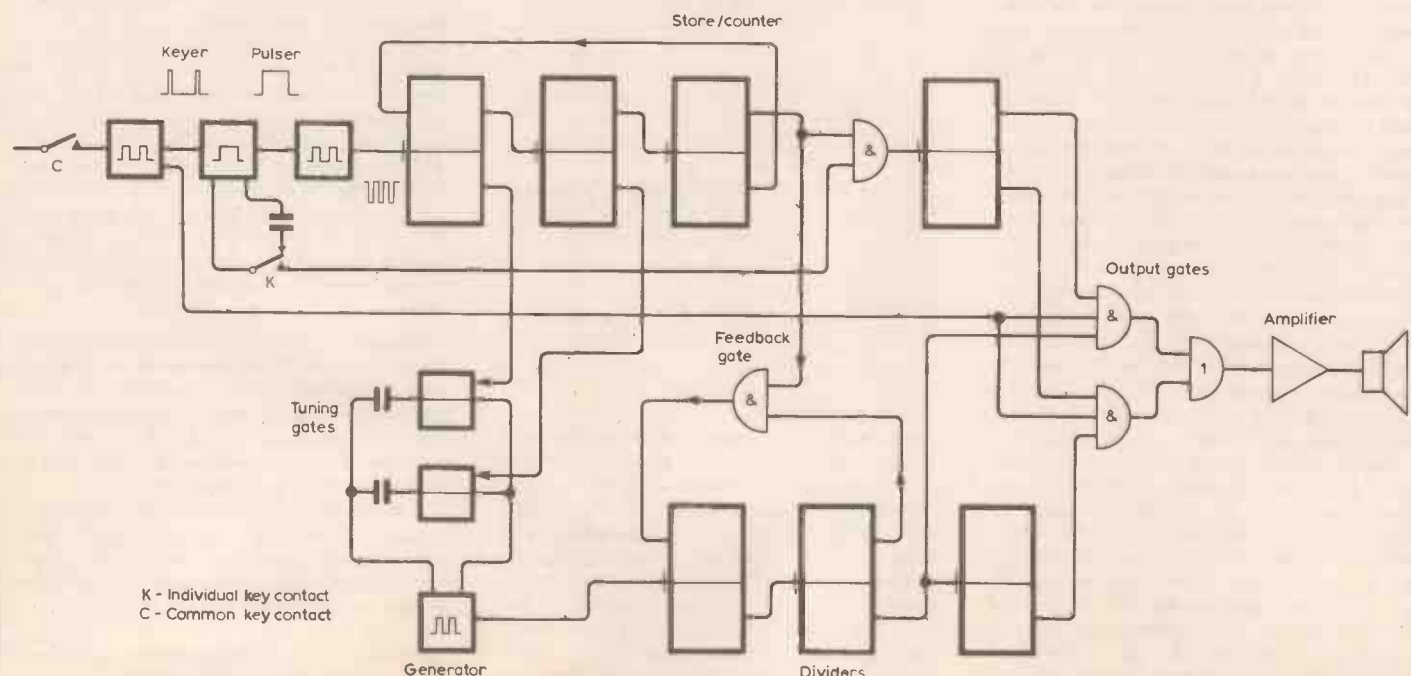 Store/counter
Keyer
Pulser
C
&
K
Output gates
&
Amplifier
Feedback
gate
1
&
&
Tuning
gates
K - Individual key contact
C - Common key contact
Generator
Dividers